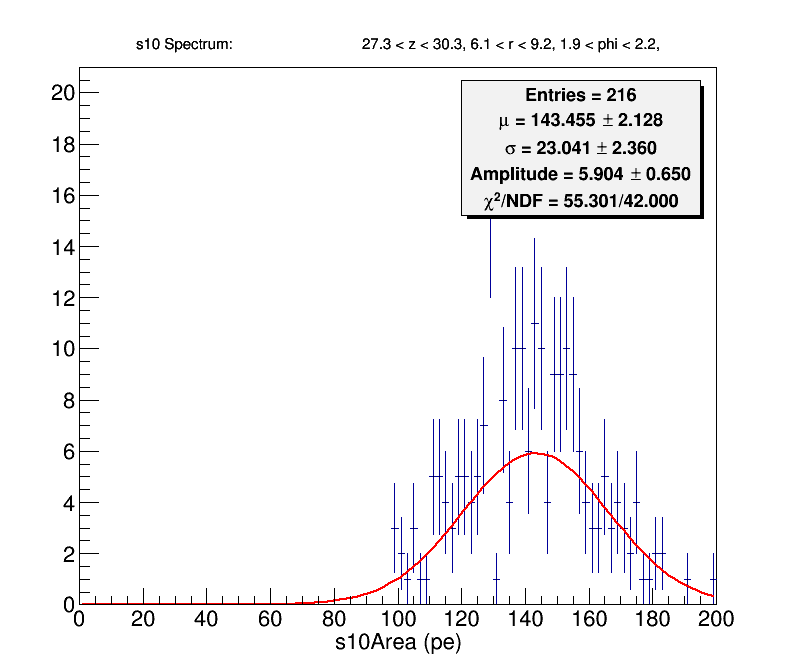 s10 Spectrum: 27.3 < z < 30.3, 6.1 < r < 9.2, 1.9 < phi < 2.2,
Entries = 216
μ = 143.455 ± 2.128
σ = 23.041 ± 2.360
Amplitude = 5.904 ± 0.650
χ²/NDF = 55.301/42.000
20
18
16
14
12
10
8
6
4
2
0
0 20 40 60 80 100 120 140 160 180 200
s10Area (pe)